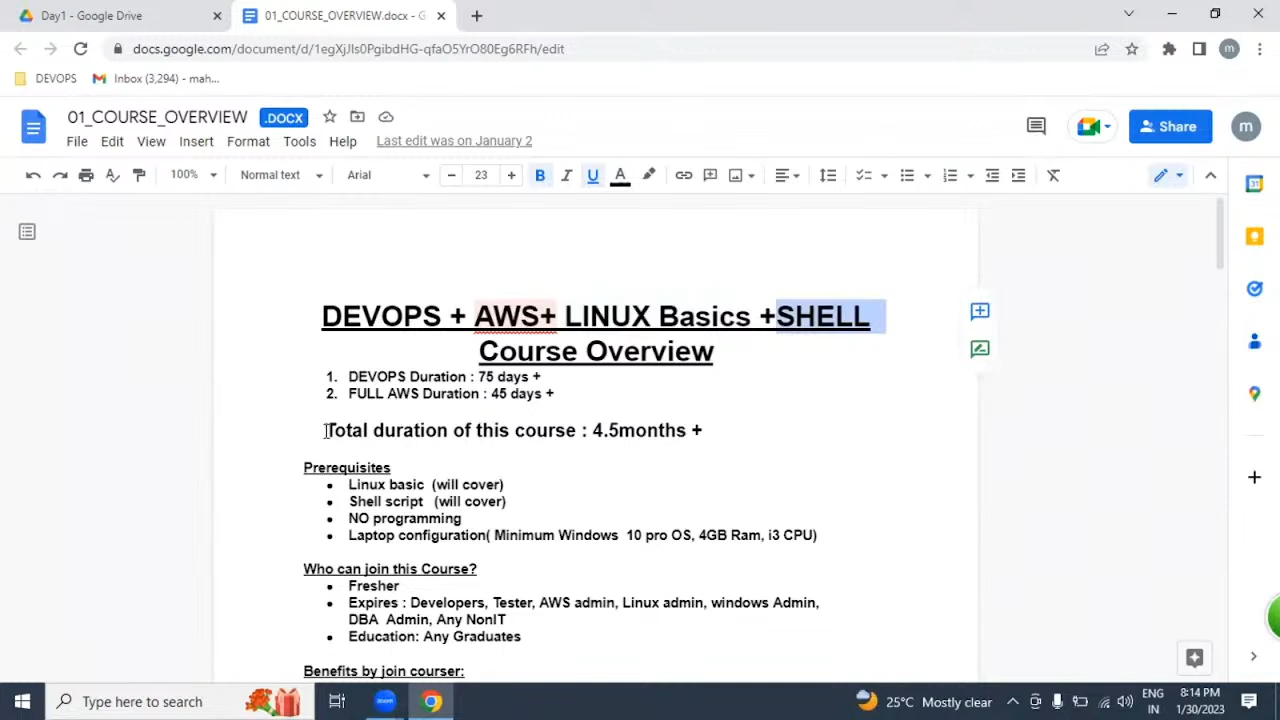 Day1 - Google Drive
01_COURSE_OVERVIEW.docx - G
docs.google.com/document/d/1egXjJIs0PgibdHG-qfaO5YrO80Eg6RFh/edit
m
DEVOPS
Inbox (3,294) - mah...
01_COURSE_OVERVIEW .DOCX
Share
m
File Edit View Insert Format Tools Help Last edit was on January 2
100% Normal text Arial 23 B I U A
31
DEVOPS + AWS+ LINUX Basics +SHELL
Course Overview
1. DEVOPS Duration : 75 days +
2. FULL AWS Duration : 45 days +
Total duration of this course : 4.5months +
Prerequisites
• Linux basic (will cover)
• Shell script (will cover)
• NO programming
• Laptop configuration( Minimum Windows 10 pro OS, 4GB Ram, i3 CPU)
Who can join this Course?
• Fresher
• Expires : Developers, Tester, AWS admin, Linux admin, windows Admin,
DBA Admin, Any NonIT
• Education: Any Graduates
Benefits by join courser:
Type here to search
zoom
25°C Mostly clear
ENG
IN
8:14 PM
1/30/2023